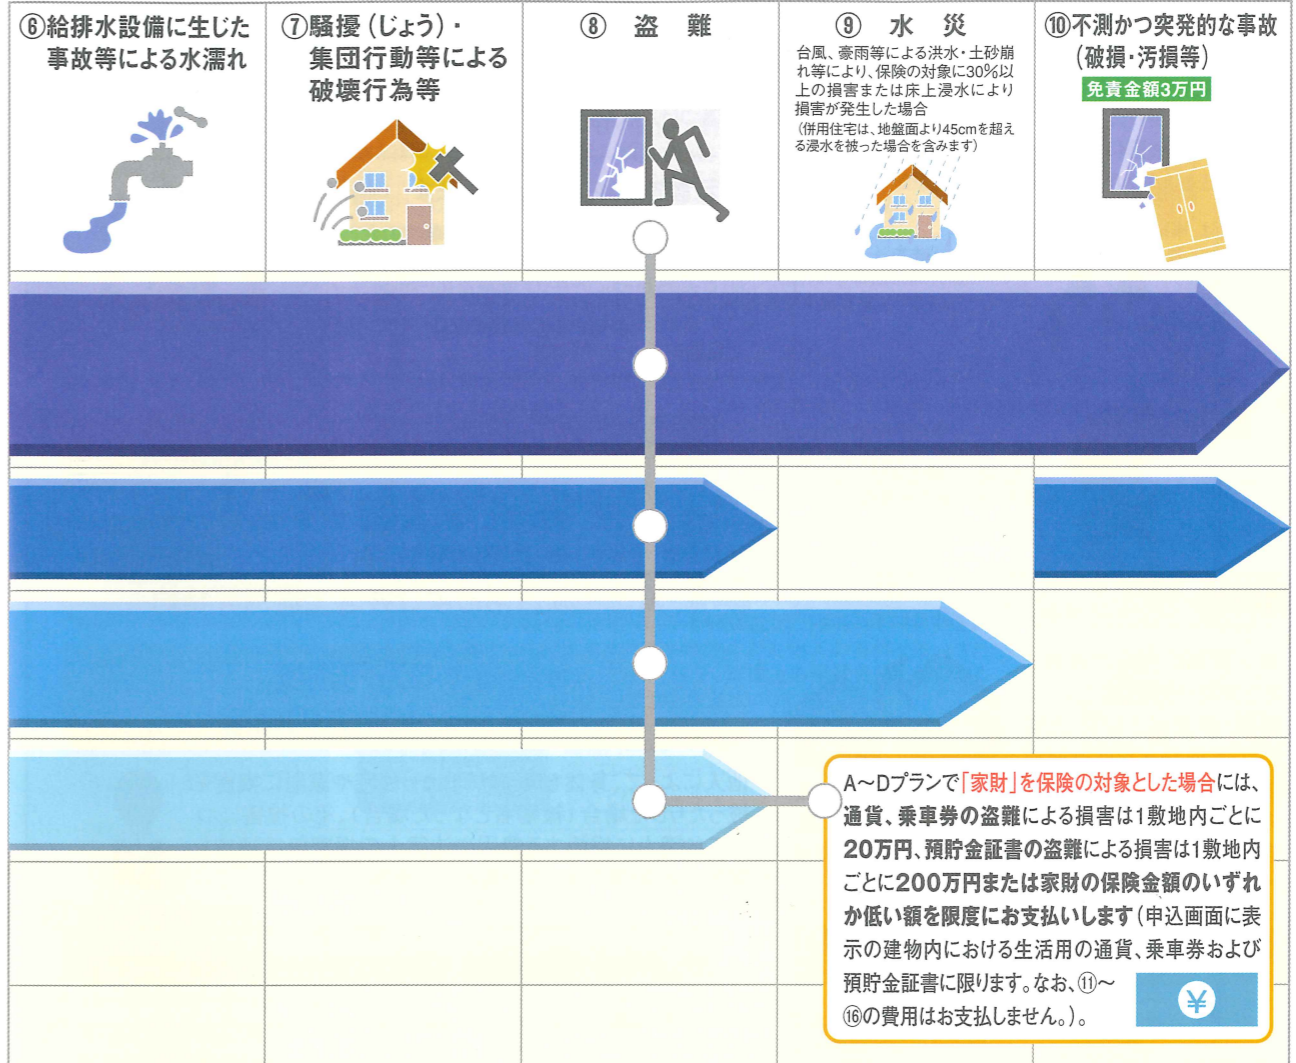 ⑥給排水設備に生じた
事故等による水濡れ
⑦騒擾(じょう)・
集団行動等による
破壊行為等
⑧ 盗 難
⑨ 水 災
台風、豪雨等による洪水・土砂崩
れ等により、保険の対象に30%以
上の損害または床上浸水により
損害が発生した場合
(併用住宅は、地盤面より45cmを超え
る浸水を被った場合を含みます)
⑩不測かつ突発的な事故
(破損・汚損等)
免責金額3万円
A~Dプランで「家財」を保険の対象とした場合には、
通貨、乗車券の盗難による損害は1敷地内ごとに
20万円、預貯金証書の盗難による損害は1敷地内
ごとに200万円または家財の保険金額のいずれ
か低い額を限度にお支払いします(申込画面に表
示の建物内における生活用の通貨、乗車券および
預貯金証書に限ります。なお、⑪~
⑯の費用はお支払しません。)。
¥